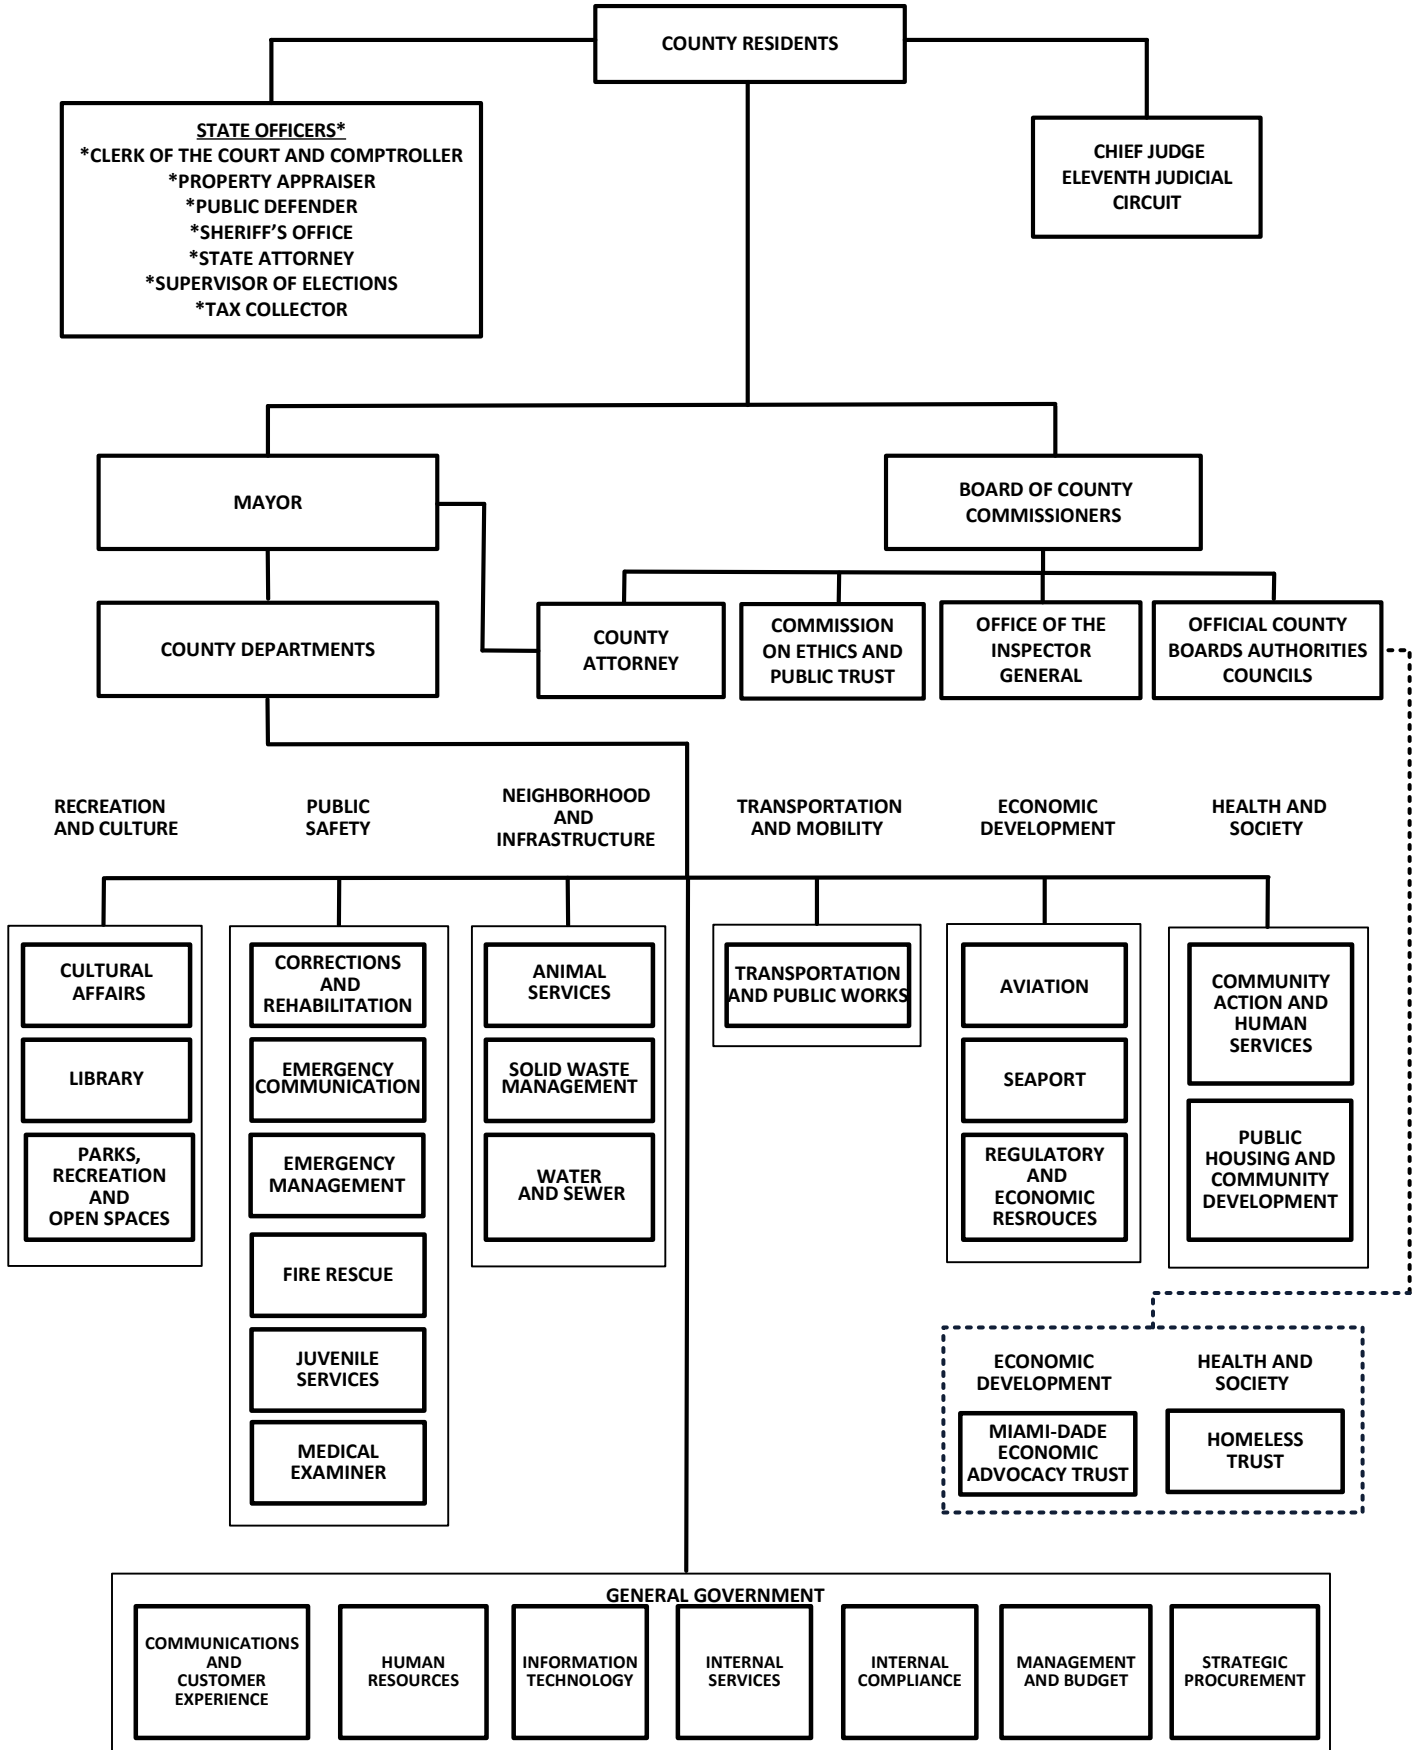 COUNTY RESIDENTS
STATE OFFICERS*
*CLERK OF THE COURT AND COMPTROLLER
*PROPERTY APPRAISER
*PUBLIC DEFENDER
*SHERIFF'S OFFICE
*STATE ATTORNEY
*SUPERVISOR OF ELECTIONS
*TAX COLLECTOR
CHIEF JUDGE
ELEVENTH JUDICIAL
CIRCUIT
MAYOR
BOARD OF COUNTY
COMMISSIONERS
COUNTY DEPARTMENTS
COUNTY
ATTORNEY
COMMISSION
ON ETHICS AND
PUBLIC TRUST
OFFICE OF THE
INSPECTOR
GENERAL
OFFICIAL COUNTY
BOARDS AUTHORITIES
COUNCILS
RECREATION
AND CULTURE
PUBLIC
SAFETY
NEIGHBORHOOD
AND
INFRASTRUCTURE
TRANSPORTATION
AND MOBILITY
ECONOMIC
DEVELOPMENT
HEALTH AND
SOCIETY
CULTURAL
AFFAIRS
LIBRARY
PARKS,
RECREATION
AND
OPEN SPACES
CORRECTIONS
AND
REHABILITATION
EMERGENCY
COMMUNICATION
EMERGENCY
MANAGEMENT
FIRE RESCUE
JUVENILE
SERVICES
MEDICAL
EXAMINER
ANIMAL
SERVICES
SOLID WASTE
MANAGEMENT
WATER
AND SEWER
TRANSPORTATION
AND PUBLIC WORKS
AVIATION
SEAPORT
REGULATORY
AND
ECONOMIC
RESROUCES
COMMUNITY
ACTION AND
HUMAN
SERVICES
PUBLIC
HOUSING AND
COMMUNITY
DEVELOPMENT
ECONOMIC
DEVELOPMENT
MIAMI-DADE
ECONOMIC
ADVOCACY TRUST
HEALTH AND
SOCIETY
HOMELESS
TRUST
GENERAL GOVERNMENT
COMMUNICATIONS
AND
CUSTOMER
EXPERIENCE
HUMAN
RESOURCES
INFORMATION
TECHNOLOGY
INTERNAL
SERVICES
INTERNAL
COMPLIANCE
MANAGEMENT
AND BUDGET
STRATEGIC
PROCUREMENT